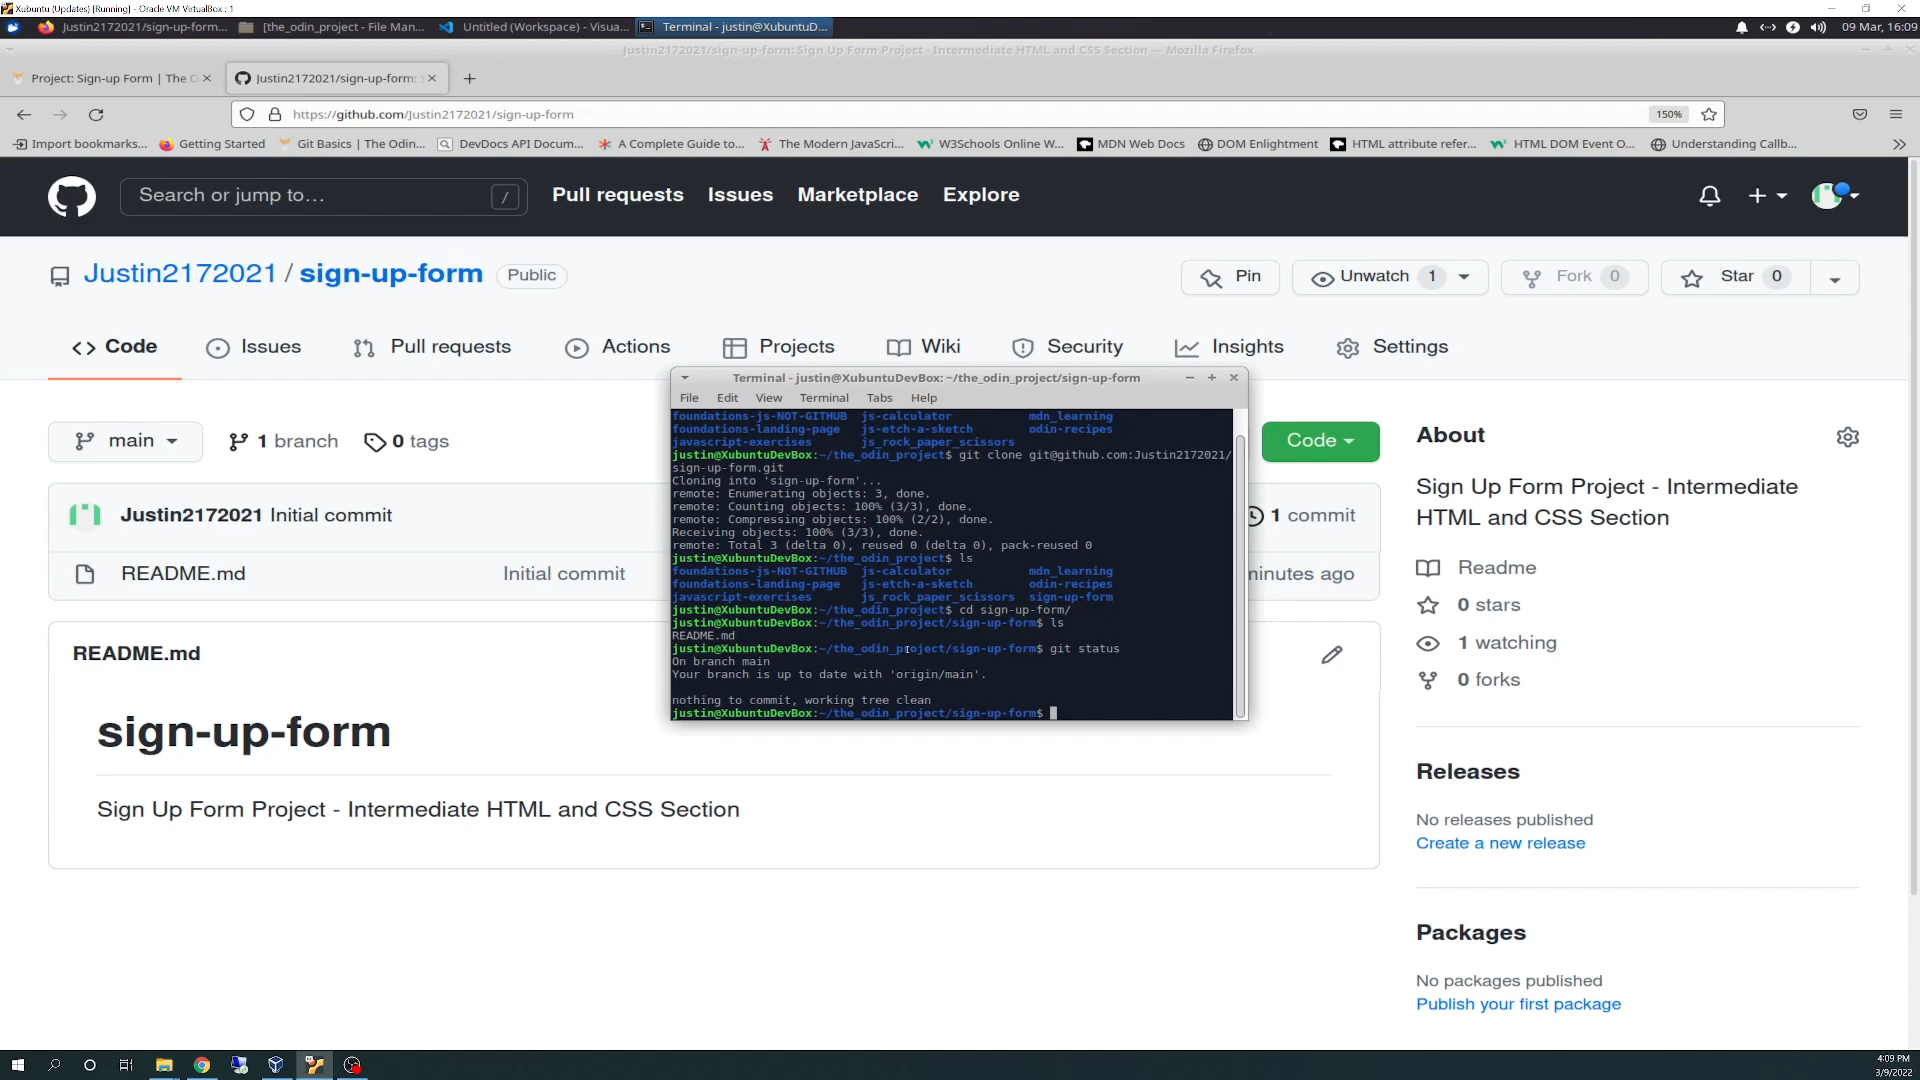 Xubuntu (Updates) [Running] - Oracle VM VirtualBox : 1
Justin2172021/sign-up-form...
[the_odin_project - File Man...
Untitled (Workspace) - Visua...
Terminal - justin@XubuntuD...
09 Mar, 16:09
Justin2172021/sign-up-form: Sign Up Form Project - Intermediate HTML and CSS Section — Mozilla Firefox
Project: Sign-up Form | The O
Justin2172021/sign-up-form:
https://github.com/Justin2172021/sign-up-form
150%
Import bookmarks...
Getting Started
Git Basics | The Odin...
DevDocs API Docum...
A Complete Guide to...
The Modern JavaScri...
W3Schools Online W...
MDN Web Docs
DOM Enlightment
HTML attribute refer...
HTML DOM Event O...
Understanding Callb...
Search or jump to...
/
Pull requests
Issues
Marketplace
Explore
Justin2172021 / sign-up-form
Public
Pin
Unwatch 1
Fork 0
Star 0
Code
Issues
Pull requests
Actions
Projects
Wiki
Security
Insights
Settings
main
1 branch
0 tags
Code
Justin2172021 Initial commit
1 commit
README.md
Initial commit
minutes ago
README.md
sign-up-form
Sign Up Form Project - Intermediate HTML and CSS Section
Terminal - justin@XubuntuDevBox: ~/the_odin_project/sign-up-form
File Edit View Terminal Tabs Help
foundations-js-NOT-GITHUB js-calculator mdn_learning
foundations-landing-page js-etch-a-sketch odin-recipes
javascript-exercises js_rock_paper_scissors
justin@XubuntuDevBox:~/the_odin_project$ git clone git@github.com:Justin2172021/
sign-up-form.git
Cloning into 'sign-up-form'...
remote: Enumerating objects: 3, done.
remote: Counting objects: 100% (3/3), done.
remote: Compressing objects: 100% (2/2), done.
Receiving objects: 100% (3/3), done.
remote: Total 3 (delta 0), reused 0 (delta 0), pack-reused 0
justin@XubuntuDevBox:~/the_odin_project$ ls
foundations-js-NOT-GITHUB js-calculator mdn_learning
foundations-landing-page js-etch-a-sketch odin-recipes
javascript-exercises js_rock_paper_scissors sign-up-form
justin@XubuntuDevBox:~/the_odin_project$ cd sign-up-form/
justin@XubuntuDevBox:~/the_odin_project/sign-up-form$ ls
README.md
justin@XubuntuDevBox:~/the_odin_project/sign-up-form$ git status
On branch main
Your branch is up to date with 'origin/main'.
nothing to commit, working tree clean
justin@XubuntuDevBox:~/the_odin_project/sign-up-form$
About
Sign Up Form Project - Intermediate
HTML and CSS Section
Readme
0 stars
1 watching
0 forks
Releases
No releases published
Create a new release
Packages
No packages published
Publish your first package
4:09 PM
3/9/2022